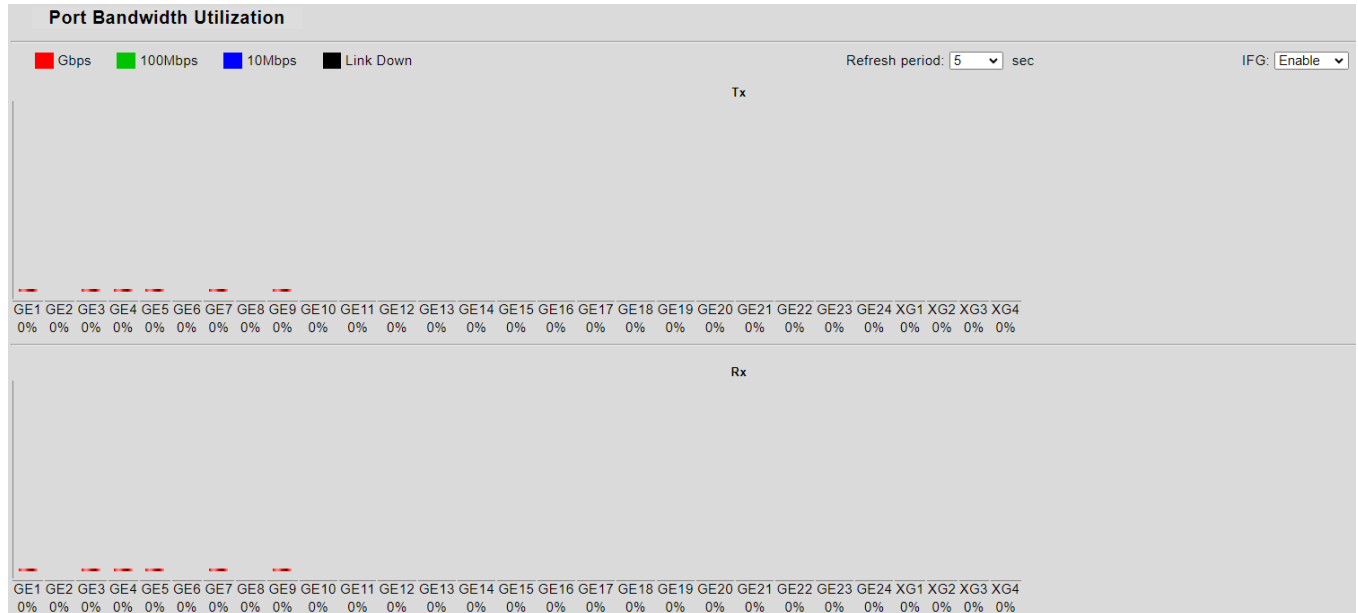 Port Bandwidth Utilization
Gbps 100Mbps 10Mbps Link Down Refresh period: 5 sec IFG: Enable
Tx
GE1 GE2 GE3 GE4 GE5 GE6 GE7 GE8 GE9 GE10 GE11 GE12 GE13 GE14 GE15 GE16 GE17 GE18 GE19 GE20 GE21 GE22 GE23 GE24 XG1 XG2 XG3 XG4
0% 0% 0% 0% 0% 0% 0% 0% 0% 0% 0% 0% 0% 0% 0% 0% 0% 0% 0% 0% 0% 0% 0% 0% 0% 0% 0% 0%
Rx
GE1 GE2 GE3 GE4 GE5 GE6 GE7 GE8 GE9 GE10 GE11 GE12 GE13 GE14 GE15 GE16 GE17 GE18 GE19 GE20 GE21 GE22 GE23 GE24 XG1 XG2 XG3 XG4
0% 0% 0% 0% 0% 0% 0% 0% 0% 0% 0% 0% 0% 0% 0% 0% 0% 0% 0% 0% 0% 0% 0% 0% 0% 0% 0% 0%